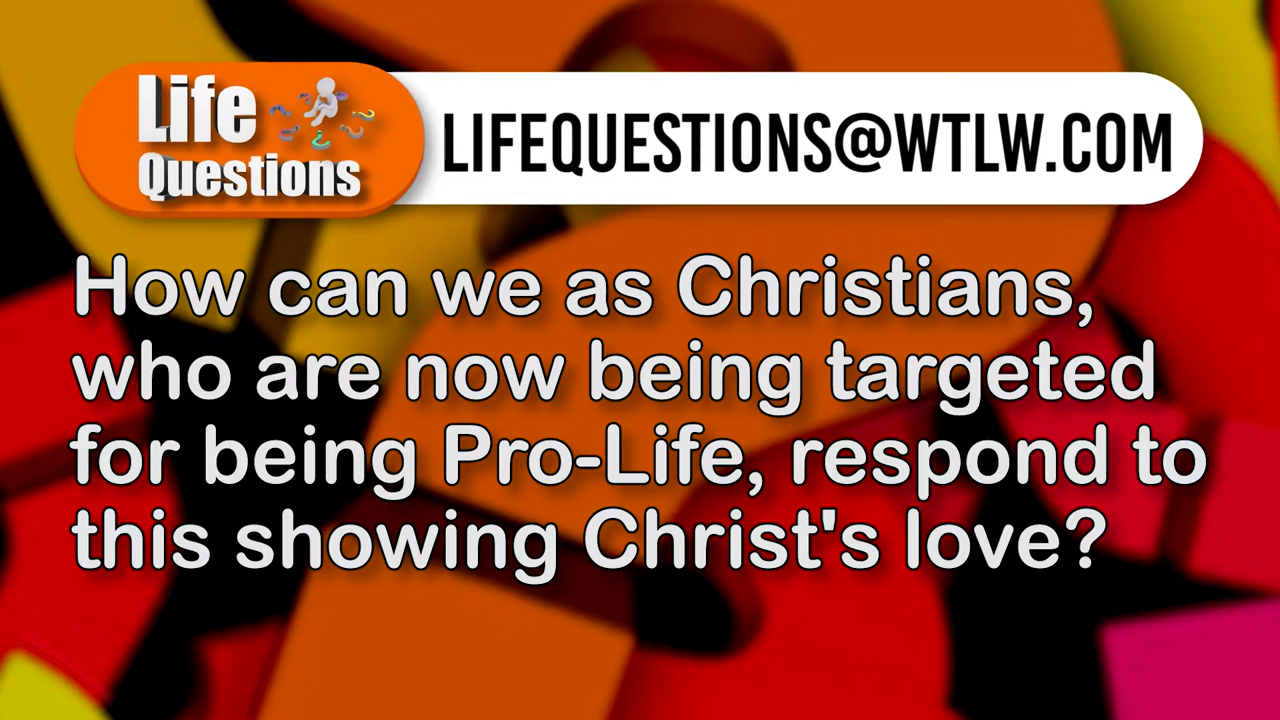 Life
Questions
LIFEQUESTIONS@WTLW.COM
How can we as Christians,
who are now being targeted
for being Pro-Life, respond to
this showing Christ's love?